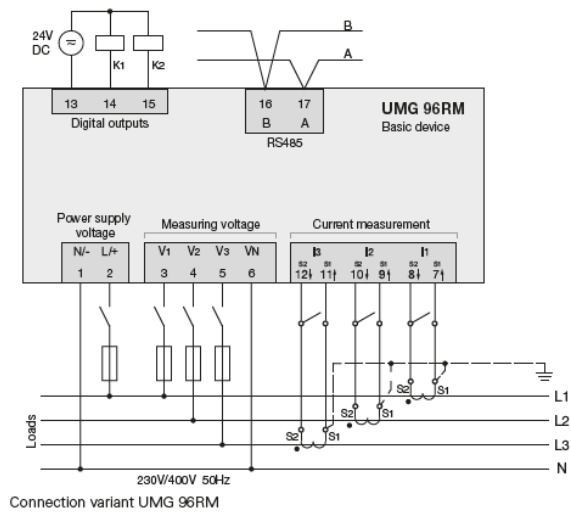 24V
DC
K1
K2
B
A
13 14 15
Digital outputs
16 17
B A
RS485
UMG 96RM
Basic device
Power supply
voltage
Measuring voltage
Current measurement
N/- L/+
V1 V2 V3 VN
I3 I2 I1
S2 S1 S2 S1 S2 S1
1 2
3 4 5 6
12 11 10 9 8 7
S2 S1
S2 S1
S2 S1
Loads
L1
L2
L3
N
230V/400V 50Hz
Connection variant UMG 96RM